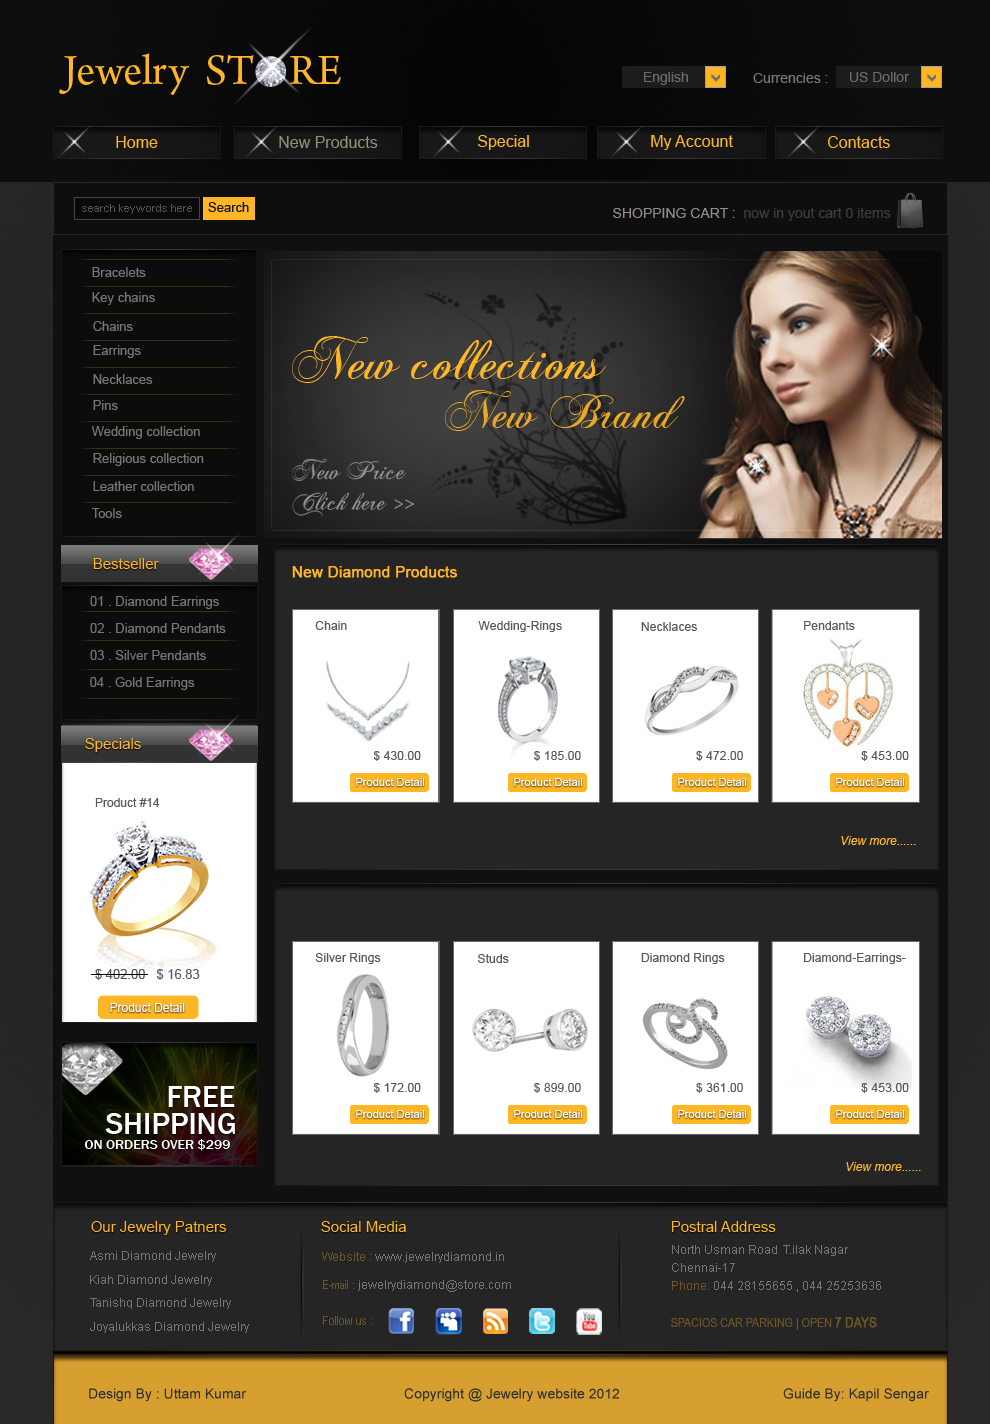 Jewelry STORE
English
Currencies :
US Dollor
Home
New Products
Special
My Account
Contacts
search keywords here
Search
SHOPPING CART : now in yout cart 0 items
Bracelets
Key chains
Chains
Earrings
Necklaces
Pins
Wedding collection
Religious collection
Leather collection
Tools
New collections
New Brand
New Price
Click here >>
Bestseller
01 . Diamond Earrings
02 . Diamond Pendants
03 . Silver Pendants
04 . Gold Earrings
Specials
Product #14
$ 402.00 $ 16.83
Product Detail
FREE
SHIPPING
ON ORDERS OVER $299
New Diamond Products
Chain
$ 430.00
Product Detail
Wedding-Rings
$ 185.00
Product Detail
Necklaces
$ 472.00
Product Detail
Pendants
$ 453.00
Product Detail
View more......
Silver Rings
$ 172.00
Product Detail
Studs
$ 899.00
Product Detail
Diamond Rings
$ 361.00
Product Detail
Diamond-Earrings-
$ 453.00
Product Detail
View more......
Our Jewelry Patners
Asmi Diamond Jewelry
Kiah Diamond Jewelry
Tanishq Diamond Jewelry
Joyalukkas Diamond Jewelry
Social Media
Website : www.jewelrydiamond.in
E-mail : jewelrydiamond@store.com
Follow us :
You
Tube
Postral Address
North Usman Road T.ilak Nagar
Chennai-17
Phone: 044 28155655 , 044 25253636
SPACIOS CAR PARKING | OPEN 7 DAYS
Design By : Uttam Kumar
Copyright @ Jewelry website 2012
Guide By: Kapil Sengar